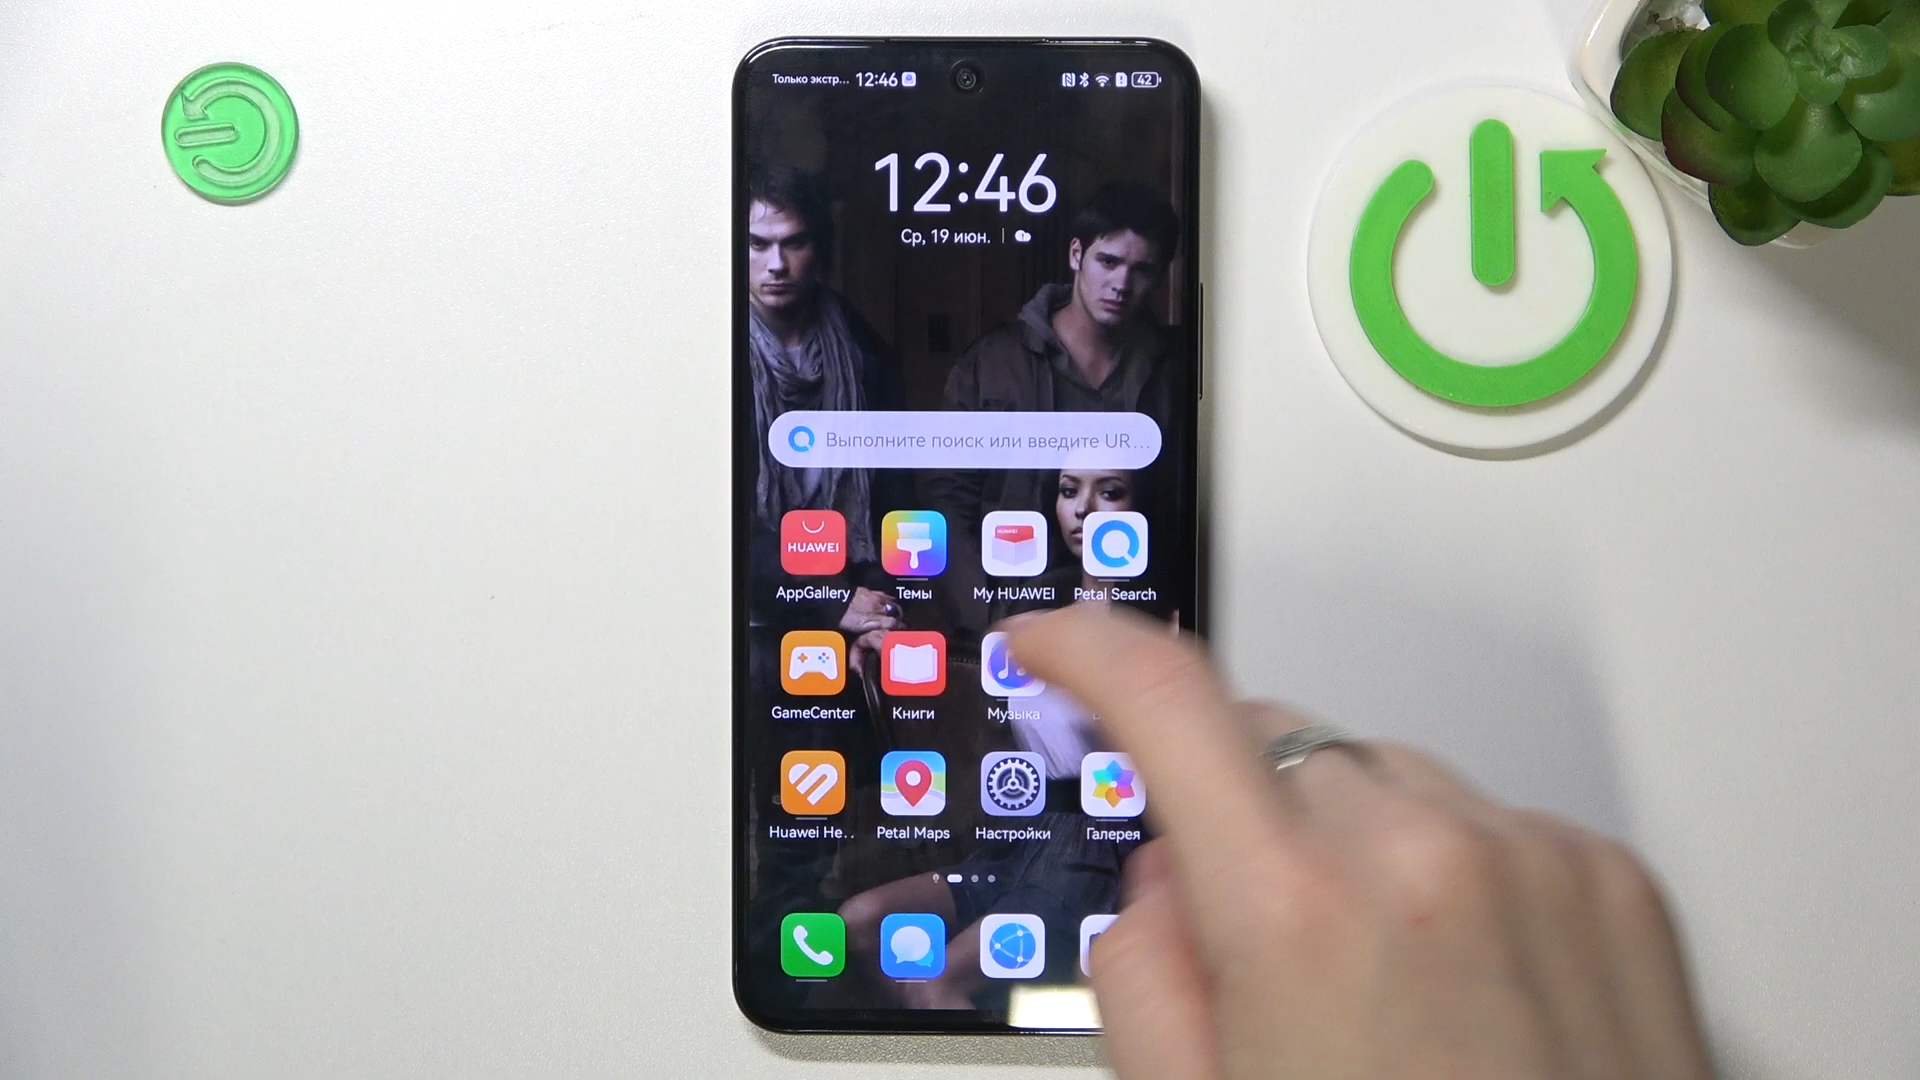 Только экстр... 12:46 42
12:46
Ср, 19 июн.
Выполните поиск или введите UR...
HUAWEI HUAWEI
AppGallery Темы My HUAWEI Petal Search
GameCenter Книги Музыка
Huawei He.. Petal Maps Настройки Галерея